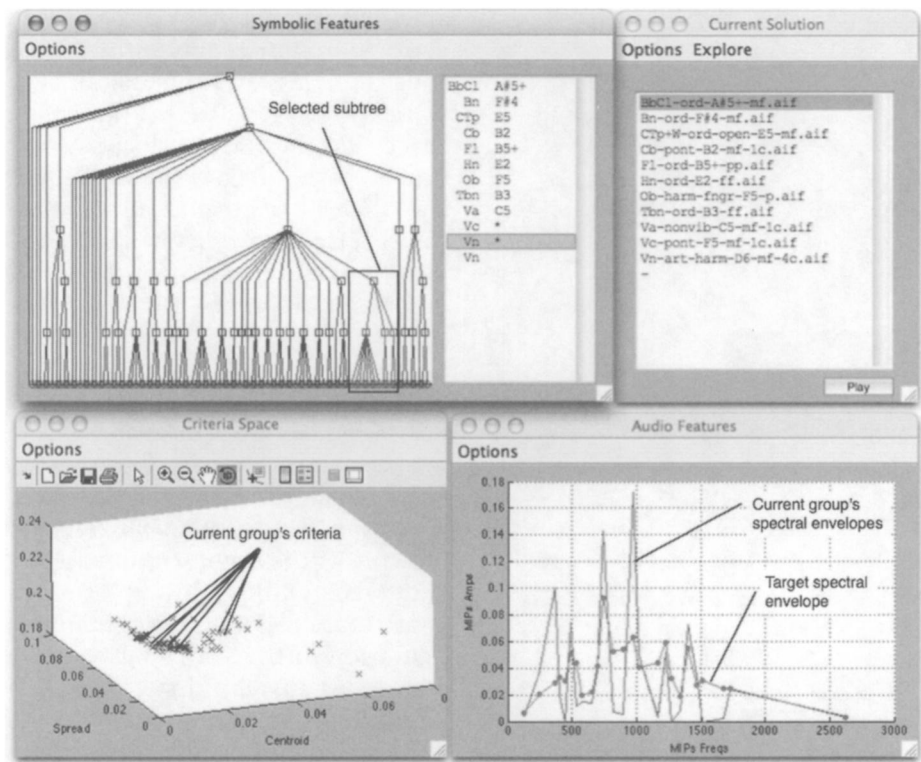 Symbolic Features
Options
Selected subtree
BbCl A#5+
Bn F#4
CTp E5
Cb B2
Fl B5+
Hn E2
Ob F5
Tbn B3
Va C5
Vc *
Vn *
Vn
Current Solution
Options Explore
BbCl-ord-A#5+-mf.aif
Bn-ord-F#4-mf.aif
CTp+W-ord-open-E5-mf.aif
Cb-pont-B2-mf-1c.aif
Fl-ord-B5+-pp.aif
Hn-ord-E2-ff.aif
Ob-harm-fngr-F5-p.aif
Tbn-ord-B3-ff.aif
Va-nonvib-C5-mf-1c.aif
Vc-pont-F5-mf-1c.aif
Vn-art-harm-D6-mf-4c.aif
-
Play
Criteria Space
Options
Current group's criteria
0.24
0.22
0.2
0.18
0.1
0.08
0.06
0.04
0.02
0
Spread
0
0.02
0.04
0.06
0
Centroid
Audio Features
Options
0.18
0.16
0.14
0.12
0.10
0.08
0.06
0.04
0.02
0
0
500
1000
1500
2000
2500
3000
MIPs Amps
MIPs Freqs
Current group's
spectral envelopes
Target spectral
envelope